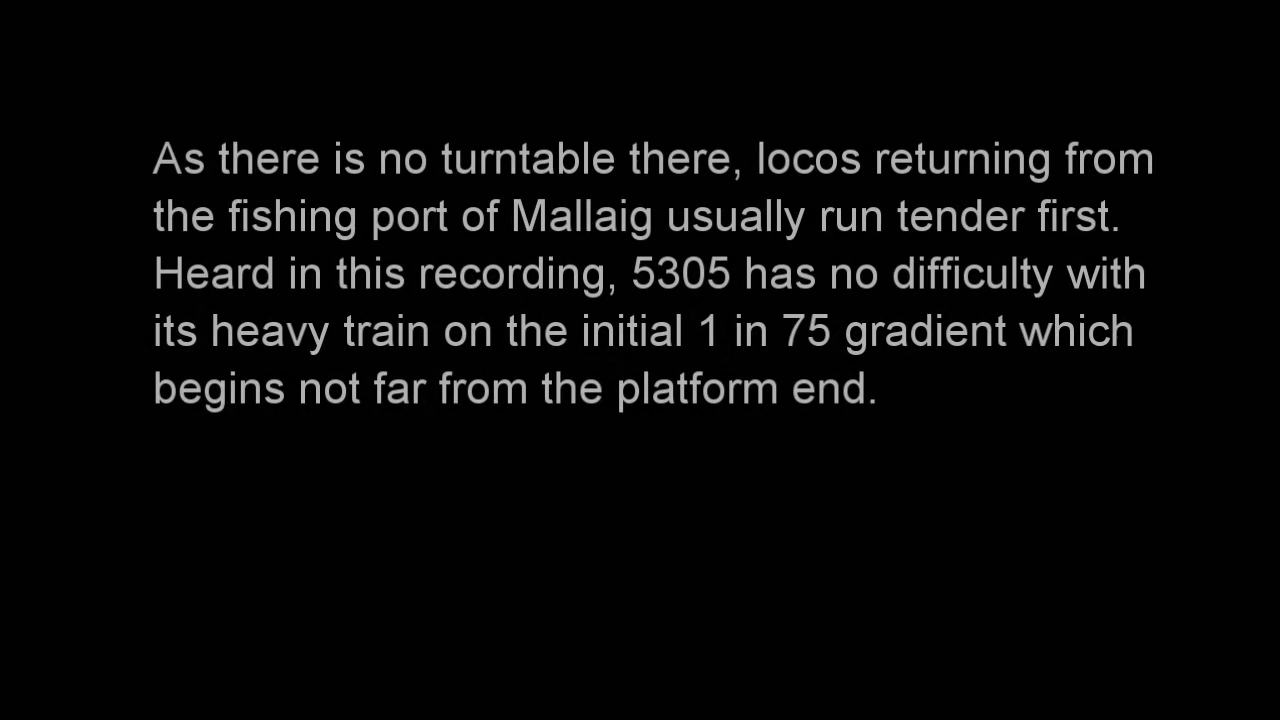 As there is no turntable there, locos returning from
the fishing port of Mallaig usually run tender first.
Heard in this recording, 5305 has no difficulty with
its heavy train on the initial 1 in 75 gradient which
begins not far from the platform end.